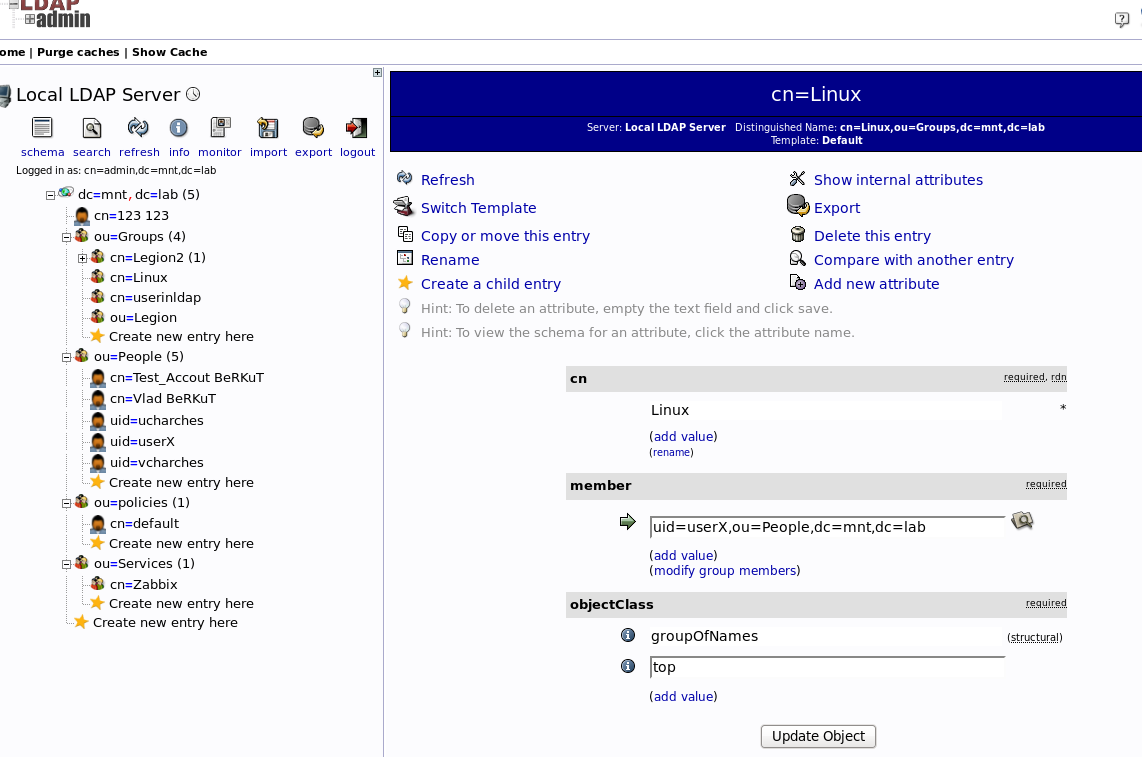 LDAP
admin
ome | Purge caches | Show Cache
Local LDAP Server
schema search refresh info monitor import export logout
Logged in as: cn=admin,dc=mnt,dc=lab
dc=mnt, dc=lab (5)
cn=123 123
ou=Groups (4)
cn=Legion2 (1)
cn=Linux
cn=userinldap
ou=Legion
Create new entry here
ou=People (5)
cn=Test_Accout BeRKuT
cn=Vlad BeRKuT
uid=ucharches
uid=userX
uid=vcharches
Create new entry here
ou=policies (1)
cn=default
Create new entry here
ou=Services (1)
cn=Zabbix
Create new entry here
Create new entry here
cn=Linux
Server: Local LDAP Server Distinguished Name: cn=Linux,ou=Groups,dc=mnt,dc=lab
Template: Default
Refresh
Show internal attributes
Switch Template
Export
Copy or move this entry
Delete this entry
Rename
Compare with another entry
Create a child entry
Add new attribute
Hint: To delete an attribute, empty the text field and click save.
Hint: To view the schema for an attribute, click the attribute name.
cn required, rdn
Linux *
(add value)
(rename)
member required
uid=userX,ou=People,dc=mnt,dc=lab
(add value)
(modify group members)
objectClass required
groupOfNames (structural)
top
(add value)
Update Object